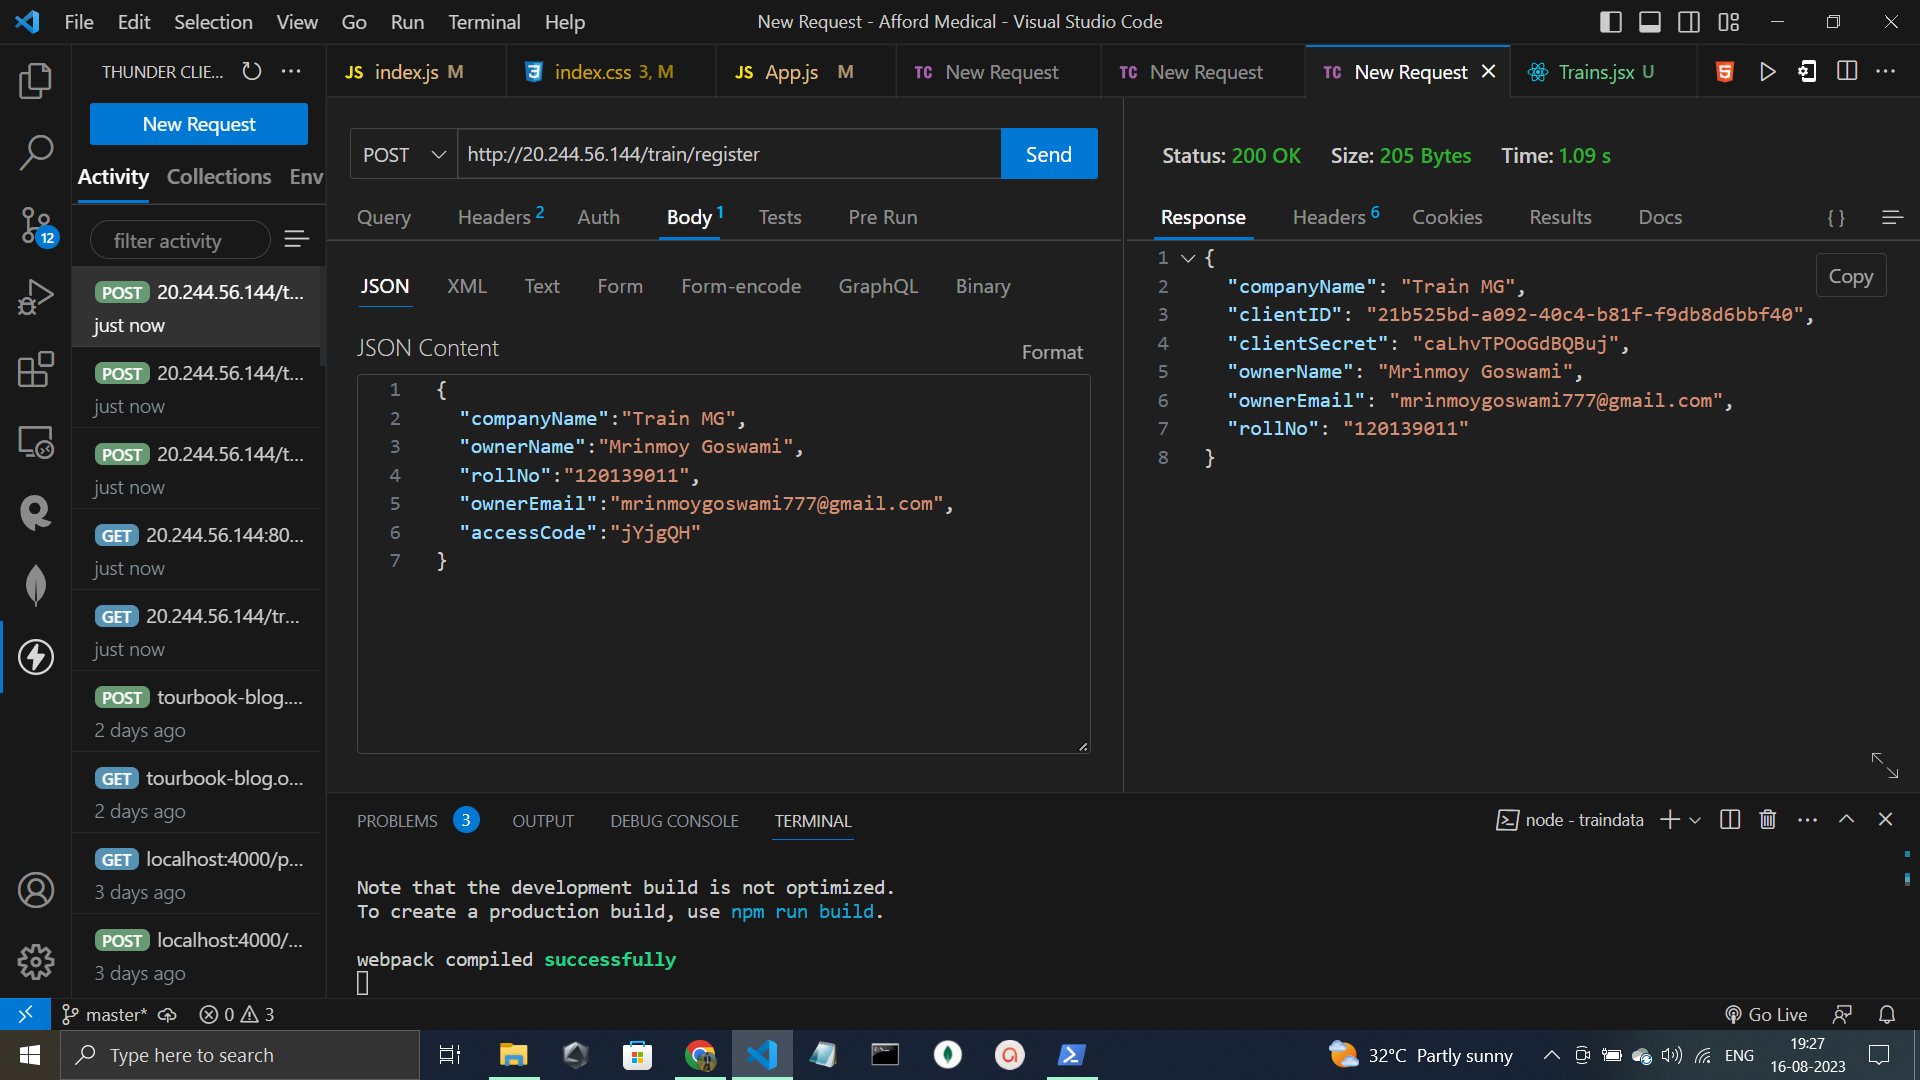 File Edit Selection View Go Run Terminal Help
New Request - Afford Medical - Visual Studio Code
THUNDER CLIE...
New Request
Activity Collections Env
filter activity
POST 20.244.56.144/t...
just now
POST 20.244.56.144/t...
just now
POST 20.244.56.144/t...
just now
GET 20.244.56.144:80...
just now
GET 20.244.56.144/tr...
just now
POST tourbook-blog....
2 days ago
GET tourbook-blog.o...
2 days ago
GET localhost:4000/p...
3 days ago
POST localhost:4000/...
3 days ago
12
JS index.js M
index.css 3, M
JS App.js M
TC New Request
TC New Request
TC New Request
Trains.jsx U
POST http://20.244.56.144/train/register Send
Query Headers 2 Auth Body 1 Tests Pre Run
JSON XML Text Form Form-encode GraphQL Binary
JSON Content
Format
1 {
2 "companyName":"Train MG",
3 "ownerName":"Mrinmoy Goswami",
4 "rollNo":"120139011",
5 "ownerEmail":"mrinmoygoswami777@gmail.com",
6 "accessCode":"jYjgQH"
7 }
Status: 200 OK Size: 205 Bytes Time: 1.09 s
Response Headers 6 Cookies Results Docs { }
Copy
1 {
2 "companyName": "Train MG",
3 "clientID": "21b525bd-a092-40c4-b81f-f9db8d6bbf40",
4 "clientSecret": "caLhvTPOoGdBQBuj",
5 "ownerName": "Mrinmoy Goswami",
6 "ownerEmail": "mrinmoygoswami777@gmail.com",
7 "rollNo": "120139011"
8 }
PROBLEMS 3 OUTPUT DEBUG CONSOLE TERMINAL
node - traindata
Note that the development build is not optimized.
To create a production build, use npm run build.
webpack compiled successfully
master* 0 3
Go Live
Type here to search
32°C Partly sunny
ENG
19:27
16-08-2023